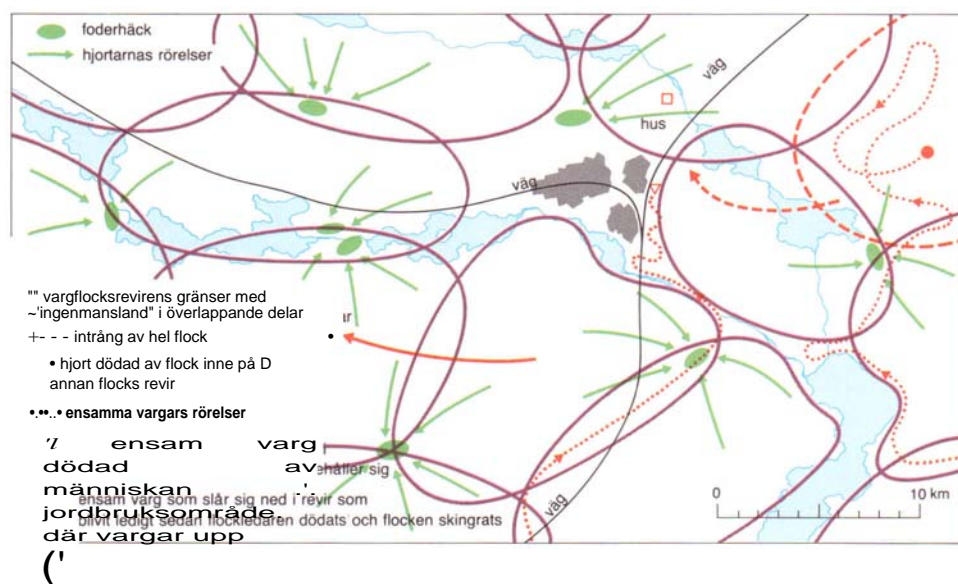 foderhäck
hjortarnas rörelser
väg
hus
väg
"" vargflocksrevirens gränser med
~'ingenmansland" i överlappande delar
ar
+- - - intrång av hel flock
• hjort dödad av flock inne på D
annan flocks revir
•.••..• ensamma vargars rörelser
'l ensam varg
dödad av
ehåller sig
människan '.'
ensam varg som slår sig ned i revir som
jordbruksområde,
blivit ledigt sedan flockledaren dödats och flocken skingrats
där vargar upp
('
väg
0 10 km